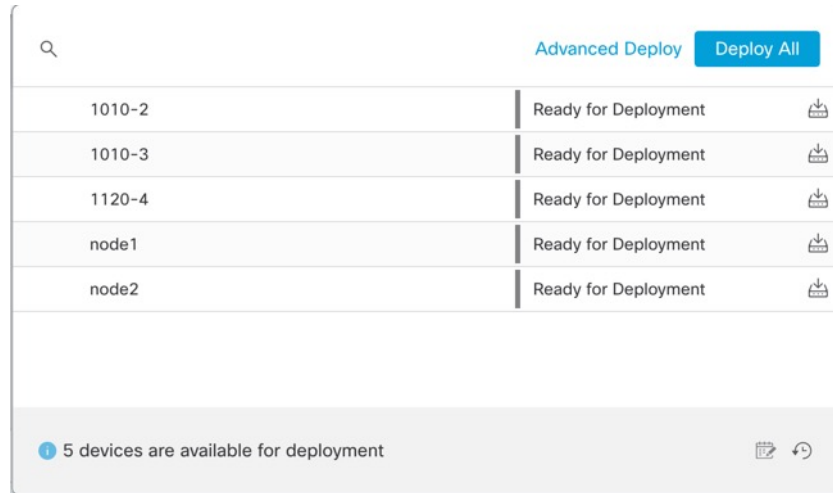 Advanced Deploy Deploy All
1010-2 Ready for Deployment
1010-3 Ready for Deployment
1120-4 Ready for Deployment
node1 Ready for Deployment
node2 Ready for Deployment
5 devices are available for deployment